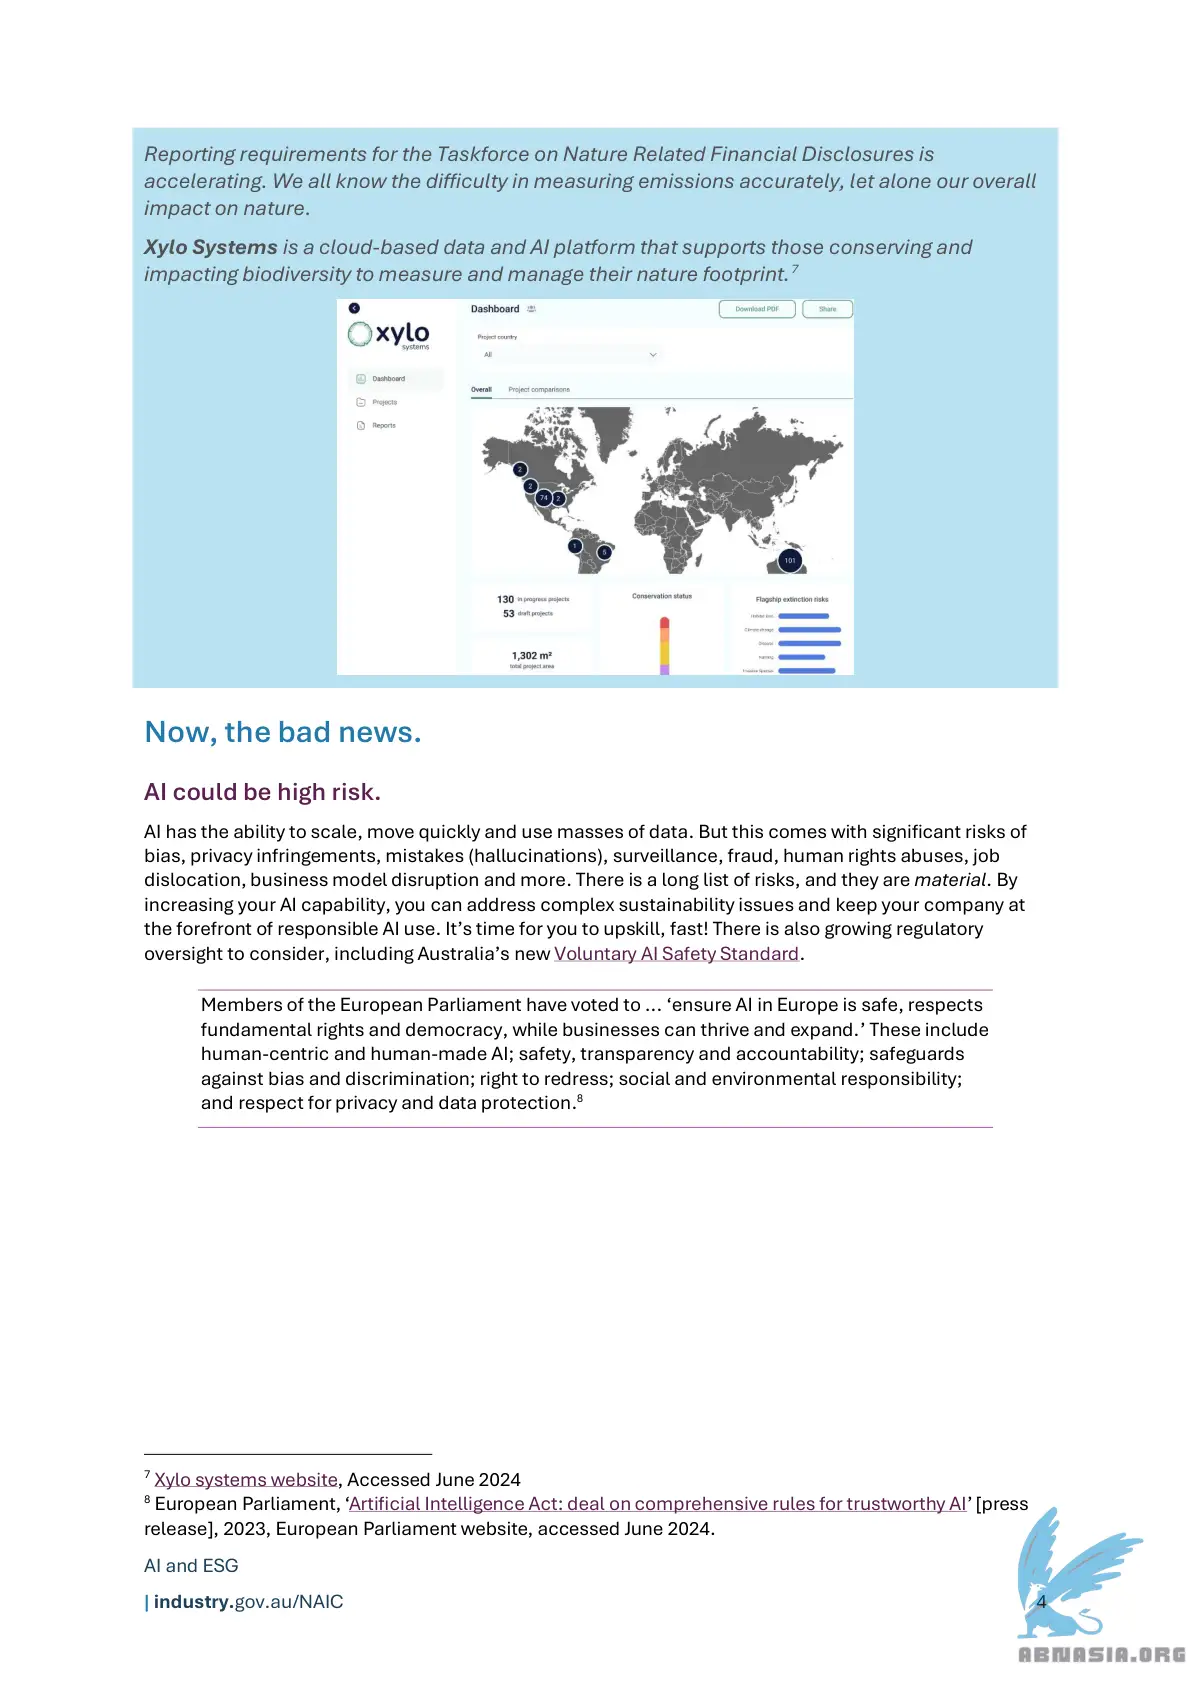 Reporting requirements for the Taskforce on Nature Related Financial Disclosures is
accelerating. We all know the difficulty in measuring emissions accurately, let alone our overall
impact on nature.
Xylo Systems is a cloud-based data and AI platform that supports those conserving and
impacting biodiversity to measure and manage their nature footprint. 7
xylo
systems
Dashboard
Projects
Reports
Dashboard
Download PDF
Share
Project country
All
Overall
Project comparisons
2
2
74
2
1
5
101
130 In progress projects
53 draft projects
1,302 m²
total project area
Conservation status
Flagship extinction risks
Habitat loss
Climate change
Disease
Invasive Species
Now, the bad news.
AI could be high risk.
AI has the ability to scale, move quickly and use masses of data. But this comes with significant risks of
bias, privacy infringements, mistakes (hallucinations), surveillance, fraud, human rights abuses, job
dislocation, business model disruption and more. There is a long list of risks, and they are material. By
increasing your AI capability, you can address complex sustainability issues and keep your company at
the forefront of responsible AI use. It’s time for you to upskill, fast! There is also growing regulatory
oversight to consider, including Australia’s new Voluntary AI Safety Standard.
Members of the European Parliament have voted to ... ‘ensure AI in Europe is safe, respects
fundamental rights and democracy, while businesses can thrive and expand.’ These include
human-centric and human-made AI; safety, transparency and accountability; safeguards
against bias and discrimination; right to redress; social and environmental responsibility;
and respect for privacy and data protection.8
7 Xylo systems website, Accessed June 2024
8 European Parliament, ‘Artificial Intelligence Act: deal on comprehensive rules for trustworthy AI’ [press
release], 2023, European Parliament website, accessed June 2024.
AI and ESG
| industry.gov.au/NAIC
4
ABNASIA.ORG